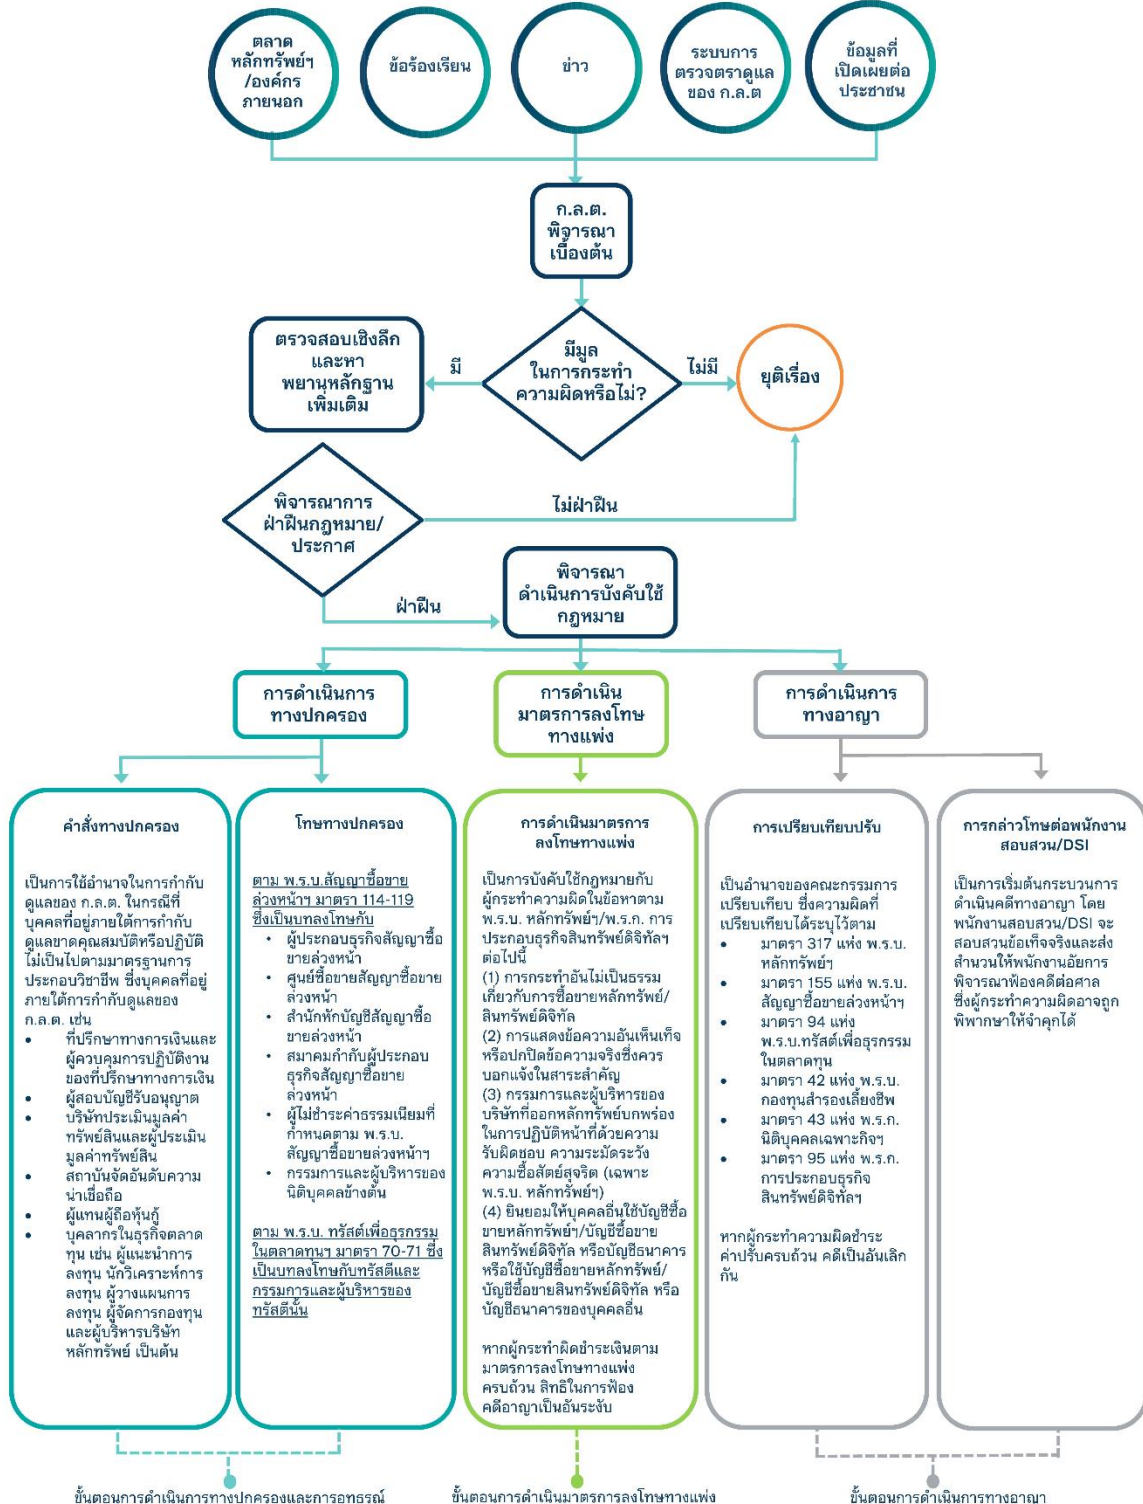 ตลาด
หลักทรัพย์ฯ
/องค์กร
ภายนอก
ข้อร้องเรียน
ข่าว
ระบบการ
ตรวจตราดูแล
ของ ก.ล.ต
ข้อมูลที่
เปิดเผยต่อ
ประชาชน
ก.ล.ต.
พิจารณา
เบื้องต้น
มีมูล
ในการกระทำ
ความผิดหรือไม่?
มี
ไม่มี
ตรวจสอบเชิงลึก
และหา
พยานหลักฐาน
เพิ่มเติม
ยุติเรื่อง
พิจารณาการ
ฝ่าฝืนกฎหมาย/
ประกาศ
ไม่ฝ่าฝืน
ฝ่าฝืน
พิจารณา
ดำเนินการบังคับใช้
กฎหมาย
การดำเนินการ
ทางปกครอง
การดำเนิน
มาตรการลงโทษ
ทางแพ่ง
การดำเนินการ
ทางอาญา
คำสั่งทางปกครอง
เป็นการใช้อำนาจในการกำกับ
ดูแลของ ก.ล.ต. ในกรณีที่
บุคคลที่อยู่ภายใต้การกำกับ
ดูแลขาดคุณสมบัติหรือปฏิบัติ
ไม่เป็นไปตามมาตรฐานการ
ประกอบวิชาชีพ ซึ่งบุคคลที่อยู่
ภายใต้การกำกับดูแลของ
ก.ล.ต. เช่น
• ที่ปรึกษาทางการเงินและ
ผู้ควบคุมการปฏิบัติงาน
ของที่ปรึกษาทางการเงิน
• ผู้สอบบัญชีรับอนุญาต
• บริษัทประเมินมูลค่า
ทรัพย์สินและผู้ประเมิน
มูลค่าทรัพย์สิน
• สถาบันจัดอันดับความ
น่าเชื่อถือ
• ผู้แทนผู้ถือหุ้นกู้
• บุคลากรในธุรกิจตลาด
ทุน เช่น ผู้แนะนำการ
ลงทุน นักวิเคราะห์การ
ลงทุน ผู้วางแผนการ
ลงทุน ผู้จัดการกองทุน
และผู้บริหารบริษัท
หลักทรัพย์ เป็นต้น
โทษทางปกครอง
ตาม พ.ร.บ.สัญญาซื้อขาย
ล่วงหน้าฯ มาตรา 114-119
ซึ่งเป็นบทลงโทษกับ
• ผู้ประกอบธุรกิจสัญญาซื้อ
ขายล่วงหน้า
• ศูนย์ซื้อขายสัญญาซื้อขาย
ล่วงหน้า
• สำนักหักบัญชีสัญญาซื้อ
ขายล่วงหน้า
• สมาคมกำกับผู้ประกอบ
ธุรกิจสัญญาซื้อขาย
ล่วงหน้า
• ผู้ไม่ชำระค่าธรรมเนียมที่
กำหนดตาม พ.ร.บ.
สัญญาซื้อขายล่วงหน้าฯ
• กรรมการและผู้บริหารของ
นิติบุคคลข้างต้น
ตาม พ.ร.บ. ทรัสต์เพื่อธุรกรรม
ในตลาดทุนฯ มาตรา 70-71 ซึ่ง
เป็นบทลงโทษกับทรัสตีและ
กรรมการและผู้บริหารของ
ทรัสตีนั้น
การดำเนินมาตรการ
ลงโทษทางแพ่ง
เป็นการบังคับใช้กฎหมายกับ
ผู้กระทำความผิดในข้อหาตาม
พ.ร.บ. หลักทรัพย์ฯ/พ.ร.ก. การ
ประกอบธุรกิจสินทรัพย์ดิจิทัลฯ
ต่อไปนี้
(1) การกระทำอันไม่เป็นธรรม
เกี่ยวกับการซื้อขายหลักทรัพย์/
สินทรัพย์ดิจิทัล
(2) การแสดงข้อความอันเห็นเท็จ
หรือปกปิดข้อความจริงซึ่งควร
บอกแจ้งในสาระสำคัญ
(3) กรรมการและผู้บริหารของ
บริษัทที่ออกหลักทรัพย์บกพร่อง
ในการปฏิบัติหน้าที่ด้วยความ
รับผิดชอบ ความระมัดระวัง
ความซื่อสัตย์สุจริต (เฉพาะ
พ.ร.บ. หลักทรัพย์ฯ)
(4) ยินยอมให้บุคคลอื่นใช้บัญชีซื้อ
ขายหลักทรัพย์ฯ/บัญชีซื้อขาย
สินทรัพย์ดิจิทัล หรือบัญชีธนาคาร
หรือใช้บัญชีซื้อขายหลักทรัพย์/
บัญชีซื้อขายสินทรัพย์ดิจิทัล หรือ
บัญชีธนาคารของบุคคลอื่น
หากผู้กระทำผิดชำระเงินตาม
มาตรการลงโทษทางแพ่ง
ครบถ้วน สิทธิในการฟ้อง
คดีอาญาเป็นอันระงับ
การเปรียบเทียบปรับ
เป็นอำนาจของคณะกรรมการ
เปรียบเทียบ ซึ่งความผิดที่
เปรียบเทียบได้ระบุไว้ตาม
• มาตรา 317 แห่ง พ.ร.บ.
หลักทรัพย์ฯ
• มาตรา 155 แห่ง พ.ร.บ.
สัญญาซื้อขายล่วงหน้าฯ
• มาตรา 94 แห่ง
พ.ร.บ.ทรัสต์เพื่อธุรกรรม
ในตลาดทุน
• มาตรา 42 แห่ง พ.ร.บ.
กองทุนสำรองเลี้ยงชีพ
• มาตรา 43 แห่ง พ.ร.ก.
นิติบุคคลเฉพาะกิจฯ
• มาตรา 95 แห่ง พ.ร.ก.
การประกอบธุรกิจ
สินทรัพย์ดิจิทัลฯ
หากผู้กระทำความผิดชำระ
ค่าปรับครบถ้วน คดีเป็นอันเลิก
กัน
การกล่าวโทษต่อพนักงาน
สอบสวน/DSI
เป็นการเริ่มต้นกระบวนการ
ดำเนินคดีทางอาญา โดย
พนักงานสอบสวน/DSI จะ
สอบสวนข้อเท็จจริงและส่ง
สำนวนให้พนักงานอัยการ
พิจารณาฟ้องคดีต่อศาล
ซึ่งผู้กระทำความผิดอาจถูก
พิพากษาให้จำคุกได้
ขั้นตอนการดำเนินการทางปกครองและการอุทธรณ์
ขั้นตอนการดำเนินมาตรการลงโทษทางแพ่ง
ขั้นตอนการดำเนินการทางอาญา